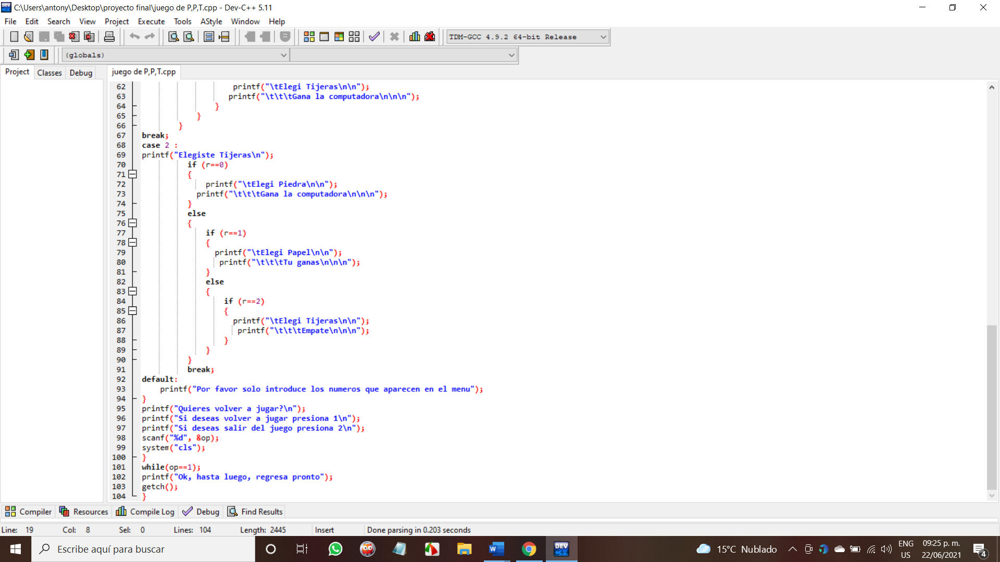 C:\Users\antony\Desktop\proyecto final\juego de P,P,T.cpp - Dev-C++ 5.11
File Edit Search View Project Execute Tools AStyle Window Help
TDM-GCC 4.9.2 64-bit Release
(globals)
Project Classes Debug
juego de P,P,T.cpp
62 printf("\tElegi Tijeras\n\n");
63 printf("\t\t\tGana la computadora\n\n\n");
64 }
65 }
66 }
67 break;
68 case 2 :
69 printf("Elegiste Tijeras\n");
70 if (r==0)
71 {
72 printf("\tElegi Piedra\n\n");
73 printf("\t\t\tGana la computadora\n\n\n");
74 }
75 else
76 {
77 if (r==1)
78 {
79 printf("\tElegi Papel\n\n");
80 printf("\t\t\tTu ganas\n\n\n");
81 }
82 else
83 {
84 if (r==2)
85 {
86 printf("\tElegi Tijeras\n\n");
87 printf("\t\t\tEmpate\n\n\n");
88 }
89 }
90 }
91 break;
92 default:
93 printf("Por favor solo introduce los numeros que aparecen en el menu");
94 }
95 printf("Quieres volver a jugar?\n");
96 printf("Si deseas volver a jugar presiona 1\n");
97 printf("Si deseas salir del juego presiona 2\n");
98 scanf("%d", &op);
99 system("cls");
100 }
101 while(op==1);
102 printf("Ok, hasta luego, regresa pronto");
103 getch();
104 }
Compiler Resources Compile Log Debug Find Results
Line: 19 Col: 8 Sel: 0 Lines: 104 Length: 2445 Insert Done parsing in 0.203 seconds
Escribe aquí para buscar
DEV
15°C Nublado
ENG
US
09:25 p. m.
22/06/2021
4